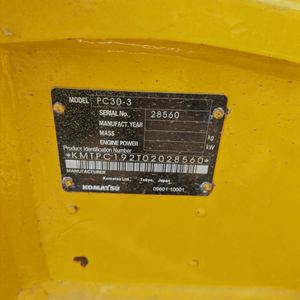 MODEL PC30-3
SERIAL No. 28560
MANUFACT. YEAR
MASS kg
ENGINE POWER kW
Product Identification Number
*KMTPC192T02028560*
MANUFACTURER
Komatsu Ltd., Tokyo, Japan
KOMATSU 09601-10001